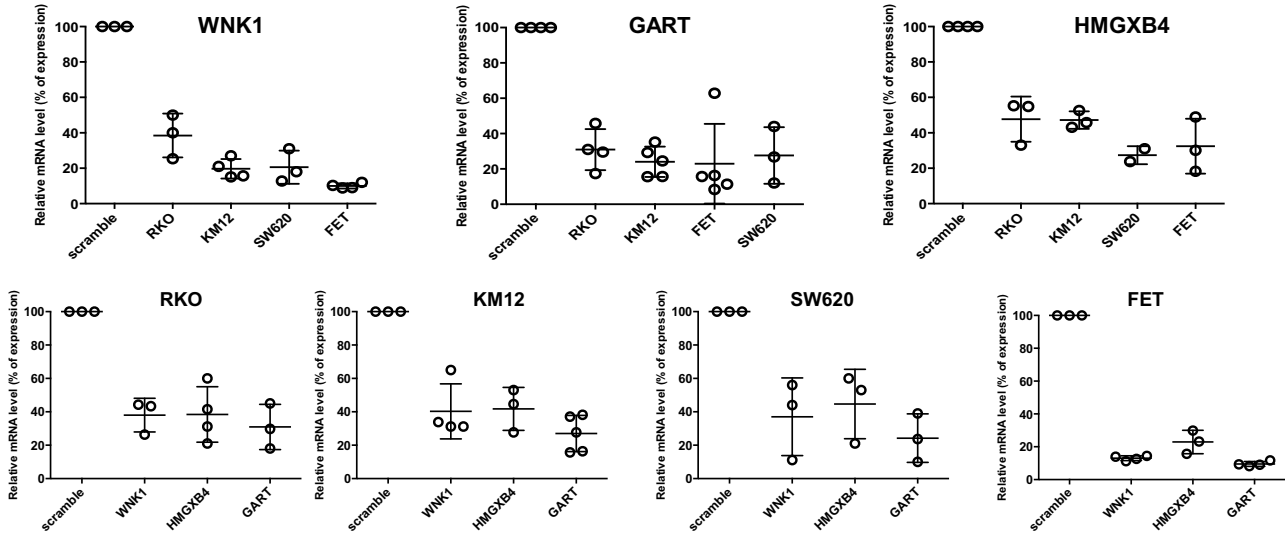 WNK1
Relative mRNA level (% of expression)
100
80
60
40
20
0
scramble
RKO
KM12
SW620
FET
GART
Relative mRNA level (% of expression)
100
80
60
40
20
0
scramble
RKO
KM12
FET
SW620
HMGXB4
Relative mRNA level (% of expression)
100
80
60
40
20
0
scramble
RKO
KM12
SW620
FET
RKO
Relative mRNA level (% of expression)
100
80
60
40
20
0
scramble
WNK1
HMGXB4
GART
KM12
Relative mRNA level (% of expression)
100
80
60
40
20
0
scramble
WNK1
HMGXB4
GART
SW620
Relative mRNA level (% of expression)
100
80
60
40
20
0
scramble
WNK1
HMGXB4
GART
FET
Relative mRNA level (% of expression)
100
80
60
40
20
0
scramble
WNK1
HMGXB4
GART